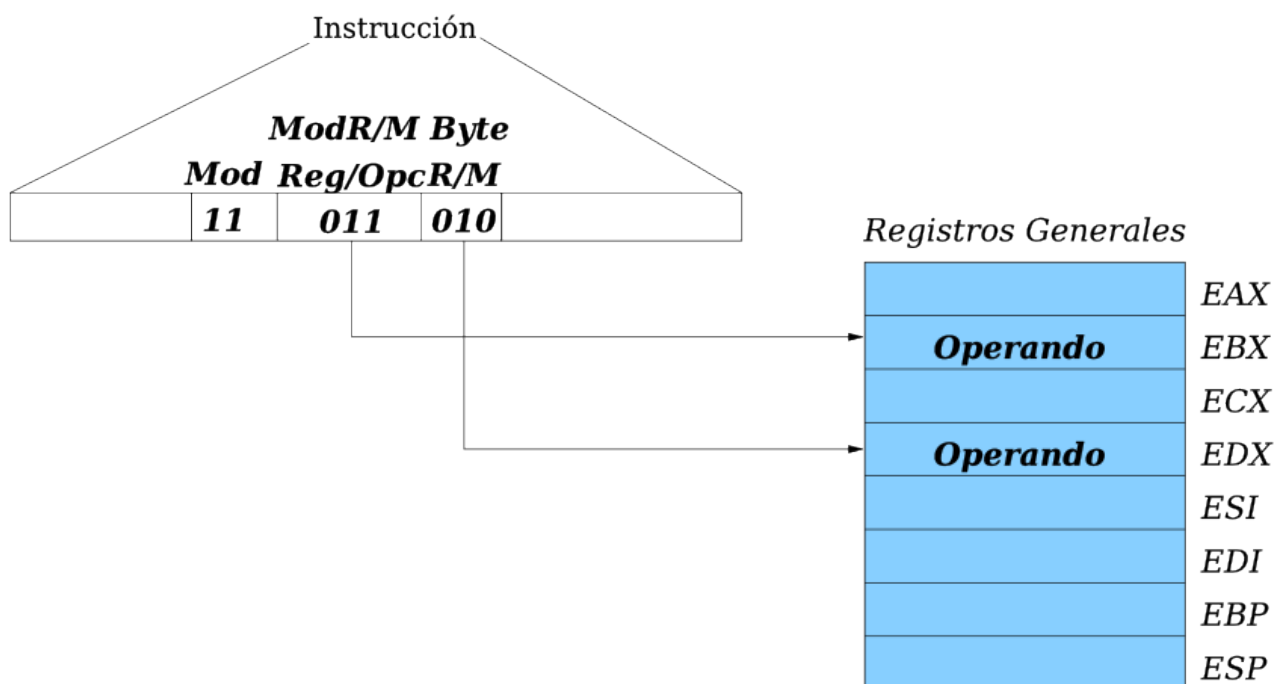 Instrucción
ModR/M Byte
Mod Reg/Opc R/M
11 011 010
Registros Generales
EAX
Operando EBX
ECX
Operando EDX
ESI
EDI
EBP
ESP